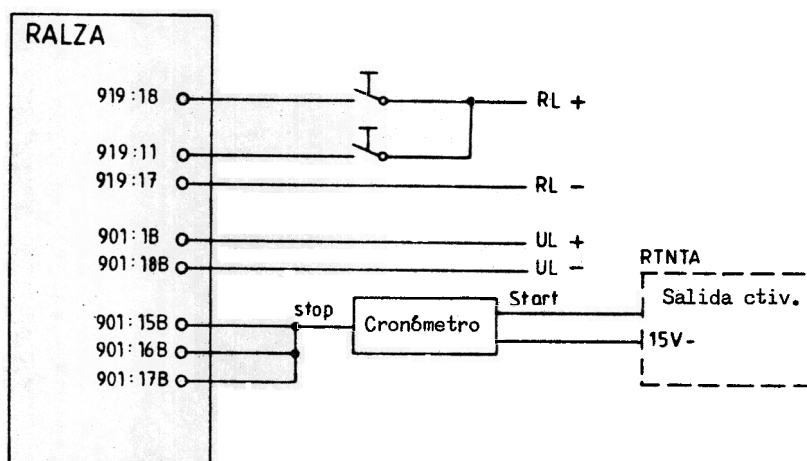 RALZA
919:18
RL +
919:11
919:17
RL -
901:1B
UL +
901:18B
UL -
RTNTA
Start
Salida ctiv.
stop
901:15B
Cronómetro
15V-
901:16B
901:17B